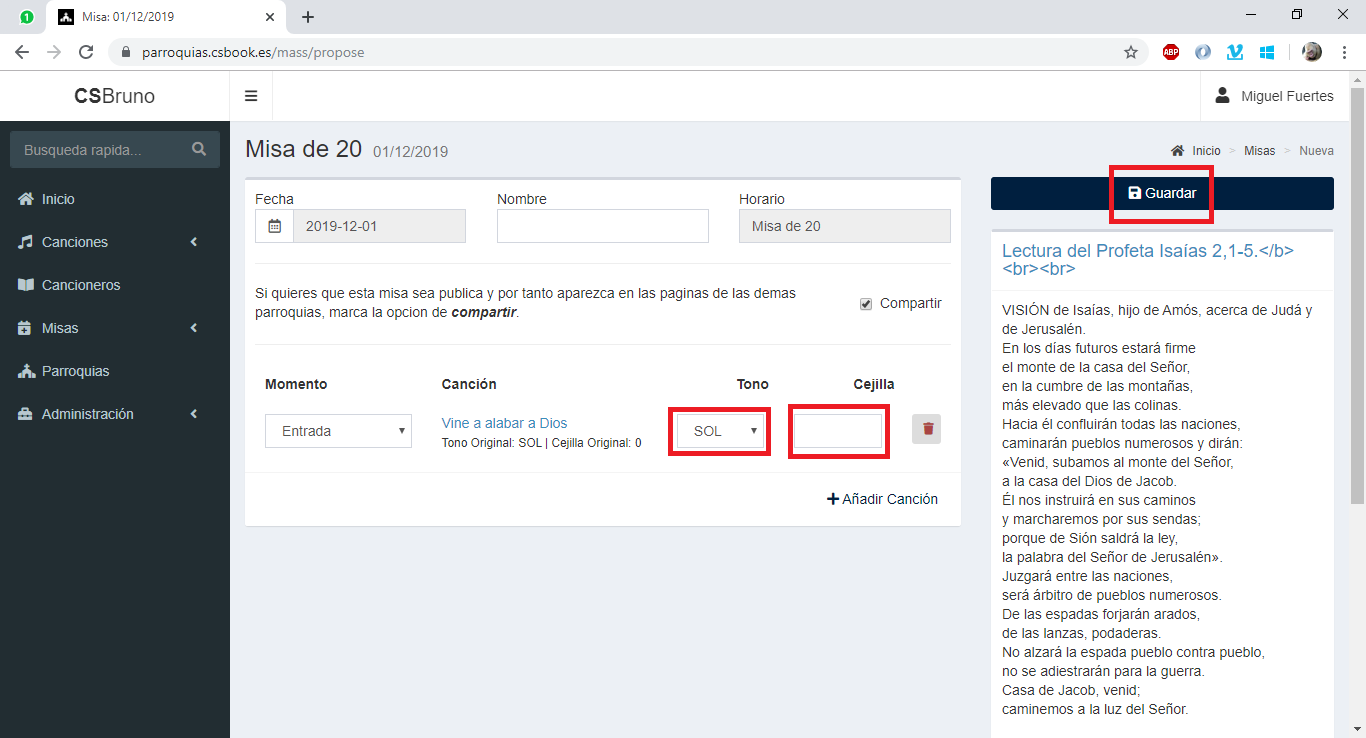 1
Misa: 01/12/2019
parroquias.csbook.es/mass/propose
ABP
CSBruno
Miguel Fuertes
Busqueda rapida...
Inicio
Canciones
Cancioneros
Misas
Parroquias
Administración
Misa de 20 01/12/2019
Inicio > Misas > Nueva
Fecha
Nombre
Horario
2019-12-01
Misa de 20
Si quieres que esta misa sea publica y por tanto aparezca en las paginas de las demas
parroquias, marca la opcion de compartir.
Compartir
Momento
Canción
Tono
Cejilla
Entrada
Vine a alabar a Dios
Tono Original: SOL | Cejilla Original: 0
SOL
Añadir Canción
Guardar
Lectura del Profeta Isaías 2,1-5.</b>
<br><br>
VISIÓN de Isaías, hijo de Amós, acerca de Judá y
de Jerusalén.
En los días futuros estará firme
el monte de la casa del Señor,
en la cumbre de las montañas,
más elevado que las colinas.
Hacia él confluirán todas las naciones,
caminarán pueblos numerosos y dirán:
«Venid, subamos al monte del Señor,
a la casa del Dios de Jacob.
Él nos instruirá en sus caminos
y marcharemos por sus sendas;
porque de Sión saldrá la ley,
la palabra del Señor de Jerusalén».
Juzgará entre las naciones,
será árbitro de pueblos numerosos.
De las espadas forjarán arados,
de las lanzas, podaderas.
No alzará la espada pueblo contra pueblo,
no se adiestrarán para la guerra.
Casa de Jacob, venid;
caminemos a la luz del Señor.